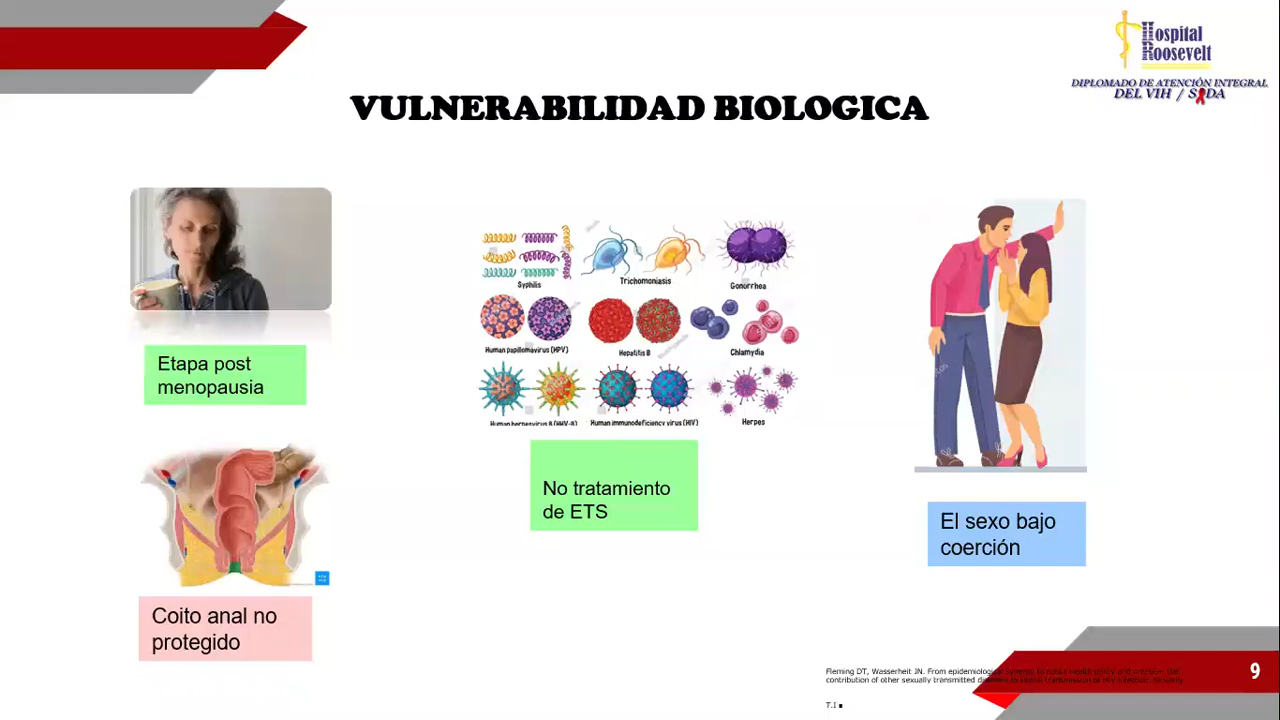 Hospital
Roosevelt
DIPLOMADO DE ATENCIÓN INTEGRAL
DEL VIH / SIDA
VULNERABILIDAD BIOLOGICA
Etapa post
menopausia
Coito anal no
protegido
Syphilis
Trichomoniasis
Gonorrhea
Human papillomavirus (HPV)
Hepatitis B
Chlamydia
Human herpesvirus 8 (HHV-8)
Human immunodeficiency virus (HIV)
Herpes
No tratamiento
de ETS
El sexo bajo
coerción
Fleming DT, Wasserheit JN. From epidemiological synergy to public health policy and practice: the
contribution of other sexually transmitted diseases to sexual transmission of HIV infection. Sexually
T.I
9